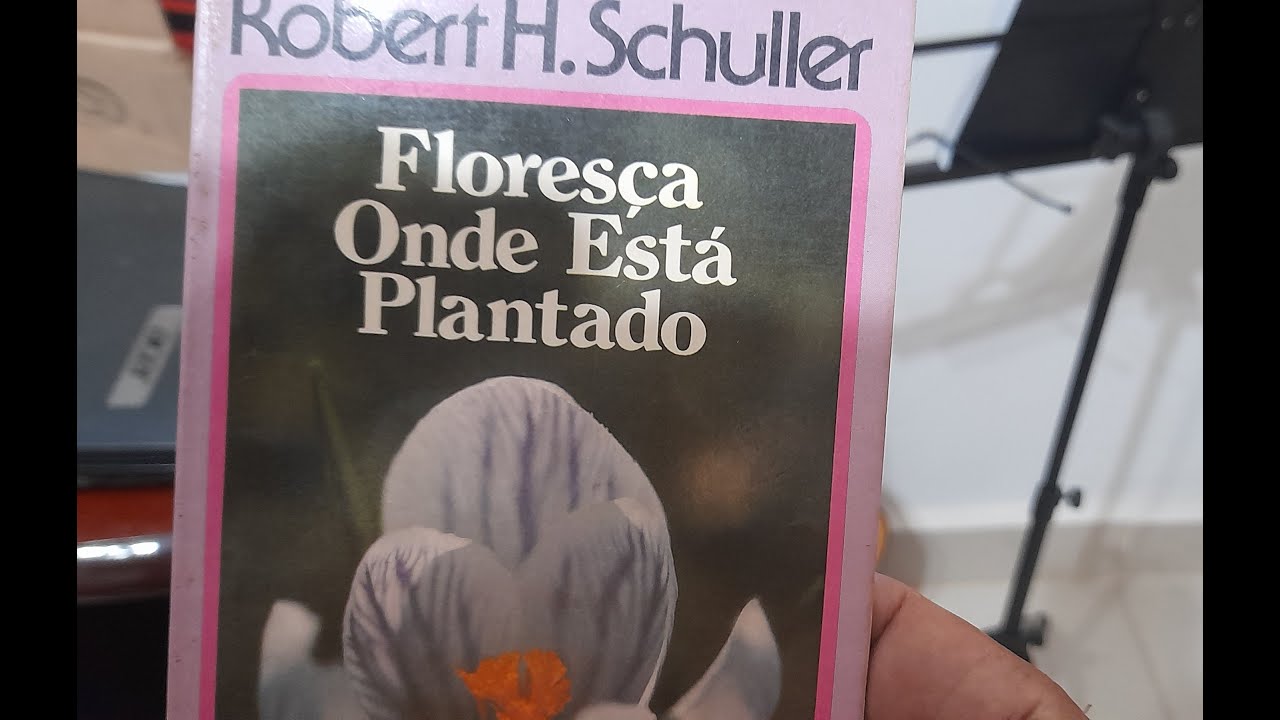 Robert H. Schuller
Floresça
Onde Está
Plantado